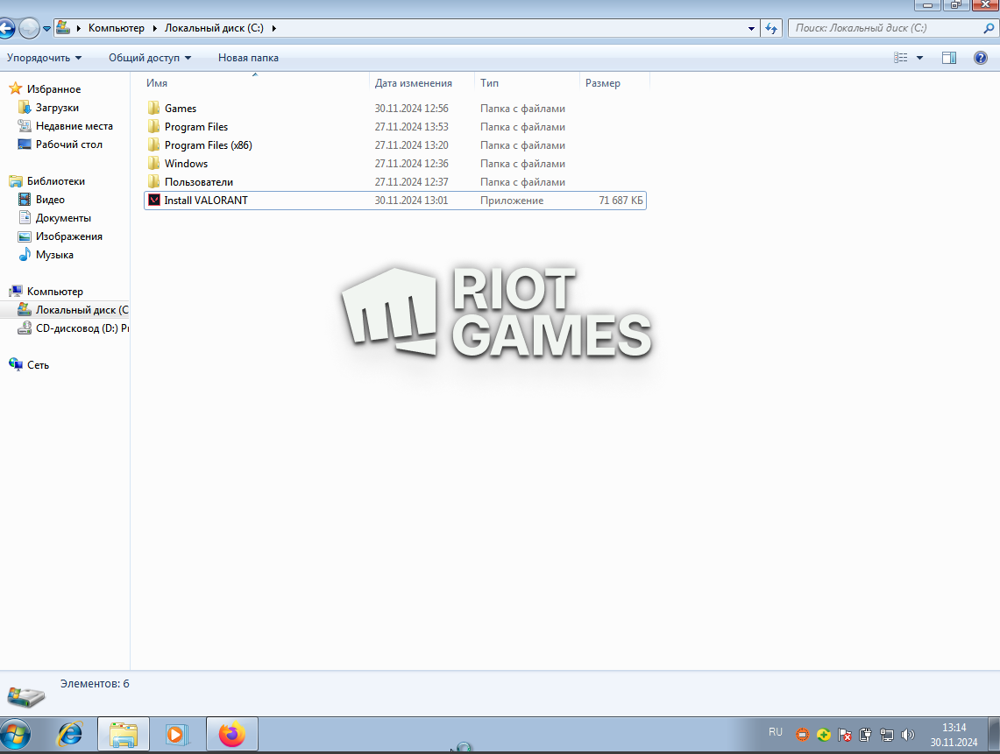 Компьютер Локальный диск (C:)
Поиск: Локальный диск (C:)
Упорядочить Общий доступ Новая папка
Имя Дата изменения Тип Размер
Избранное
Загрузки
Недавние места
Рабочий стол
Библиотеки
Видео
Документы
Изображения
Музыка
Компьютер
Локальный диск (C
CD-дисковод (D:) Pr
Сеть
Games 30.11.2024 12:56 Папка с файлами
Program Files 27.11.2024 13:53 Папка с файлами
Program Files (x86) 27.11.2024 13:20 Папка с файлами
Windows 27.11.2024 12:36 Папка с файлами
Пользователи 27.11.2024 12:37 Папка с файлами
Install VALORANT 30.11.2024 13:01 Приложение 71 687 КБ
RIOT
GAMES
Элементов: 6
RU
13:14
30.11.2024